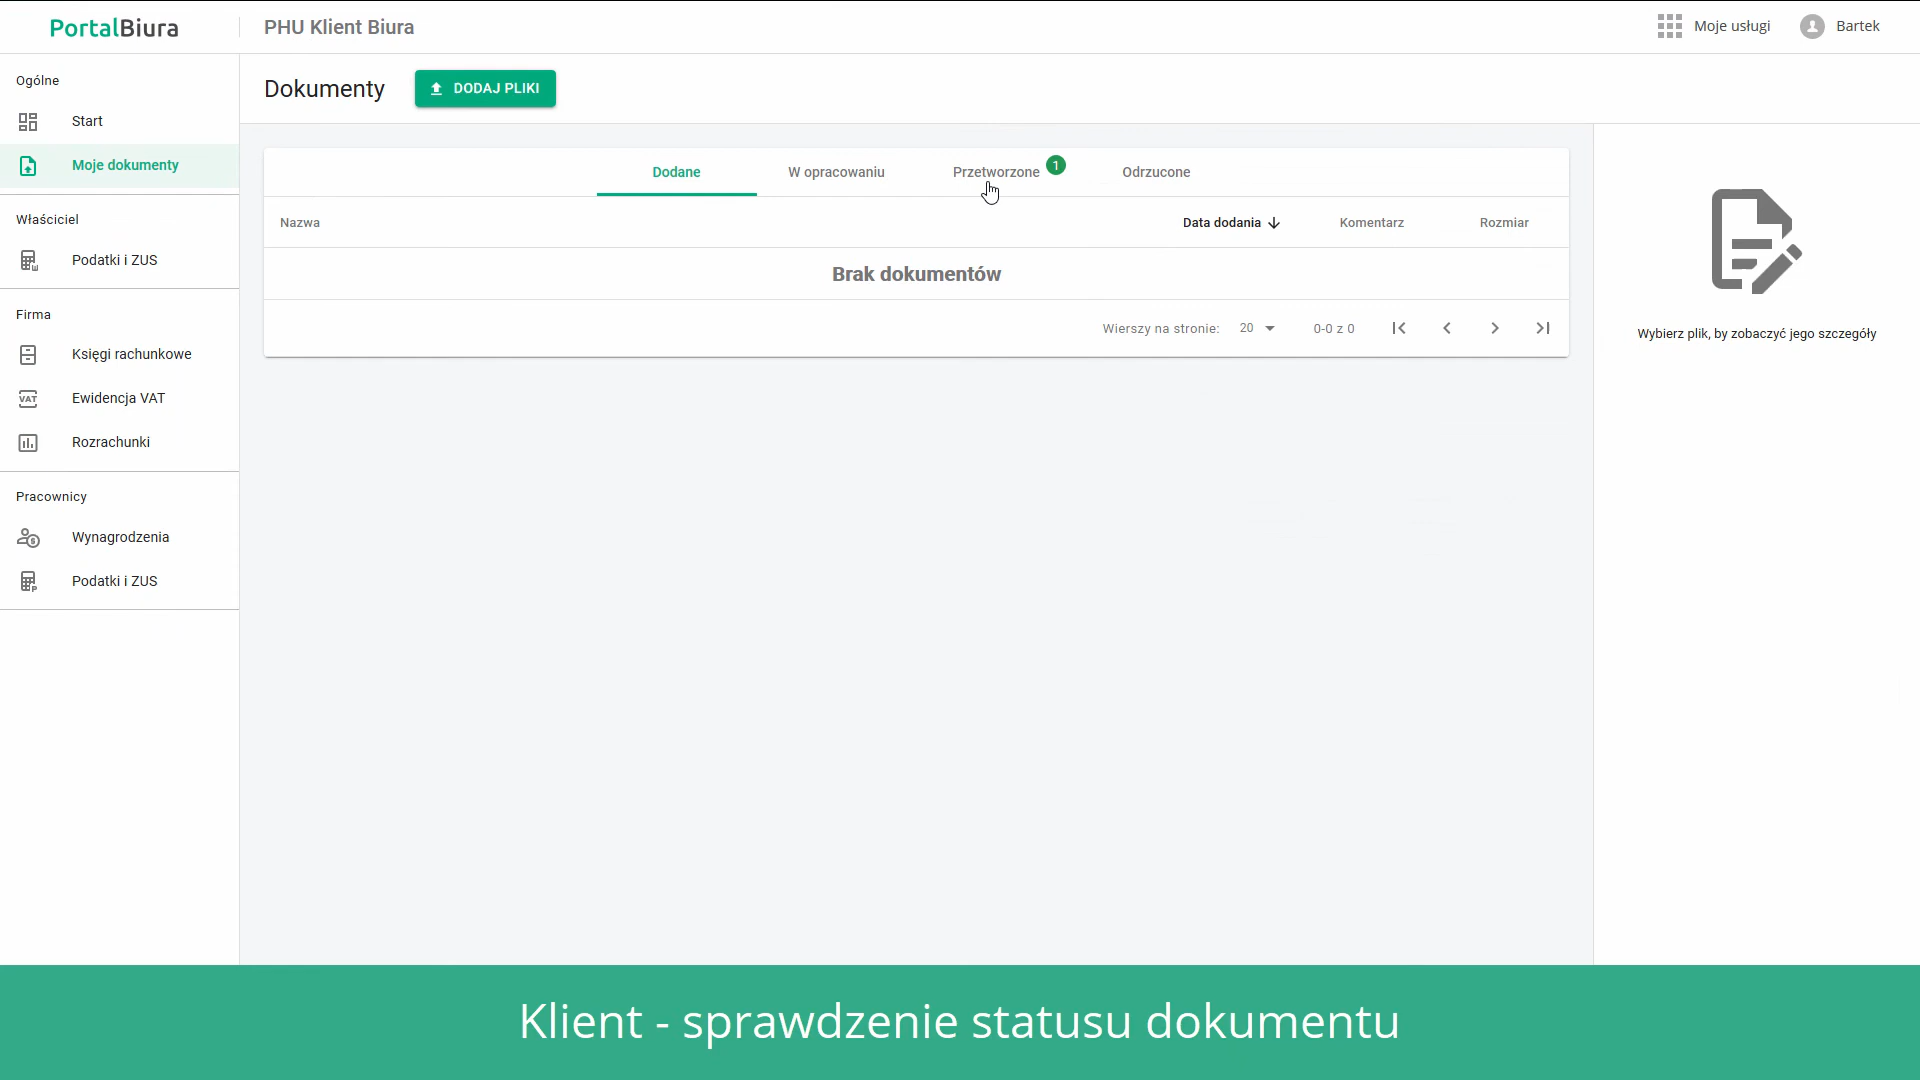 PortalBiura
PHU Klient Biura
Moje usługi
Bartek
Ogólne
Start
Moje dokumenty
Właściciel
Podatki i ZUS
Firma
Księgi rachunkowe
VAT
Ewidencja VAT
Rozrachunki
Pracownicy
Wynagrodzenia
Podatki i ZUS
Dokumenty
DODAJ PLIKI
Dodane
W opracowaniu
Przetworzone 1
Odrzucone
Nazwa
Data dodania
Komentarz
Rozmiar
Brak dokumentów
Wierszy na stronie: 20 0-0 z 0
Wybierz plik, by zobaczyć jego szczegóły
Klient - sprawdzenie statusu dokumentu